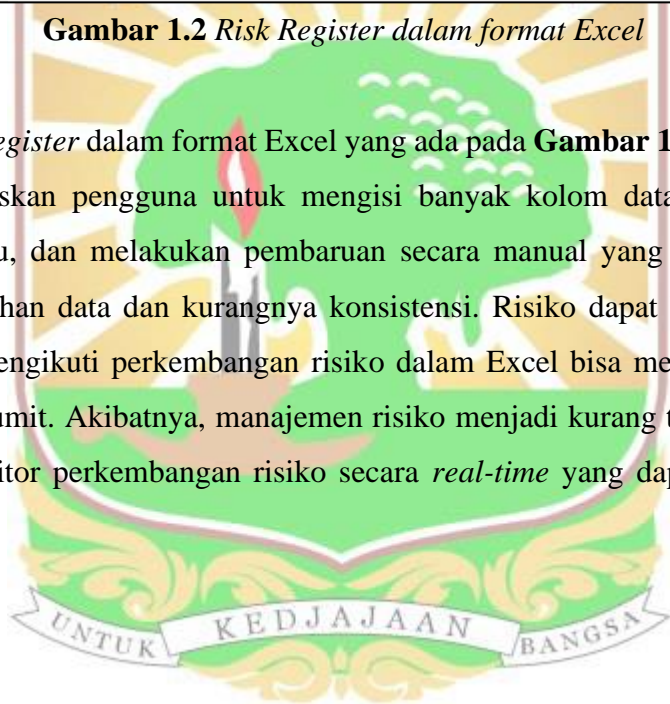 Gambar 1.2 Risk Register dalam format Excel
egister dalam format Excel yang ada pada Gambar 1
skan pengguna untuk mengisi banyak kolom data
u, dan melakukan pembaruan secara manual yang
han data dan kurangnya konsistensi. Risiko dapat
engikuti perkembangan risiko dalam Excel bisa me
umit. Akibatnya, manajemen risiko menjadi kurang t
itor perkembangan risiko secara real-time yang dap
UNTUK KEDJAJAAN BANGSA